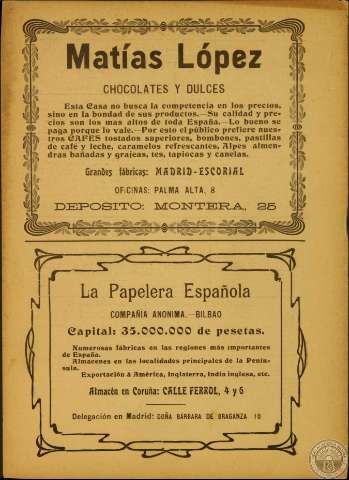 Matías López
CHOCOLATES Y DULCES
Esta Casa no busca la competencia en los precios,
sino en la bondad de sus productos.—Su calidad y pre-
cios son los mas altos de toda España.—Lo bueno se
paga porque lo vale.—Por esto el público prefiere nues-
tros CAFES tostados superiores, bombones, pastillas
de café y leche, caramelos refrescantes, Alpes almen-
dras bañadas y grajeas, tes, tapiocas y canelas.
Grandes fábricas: MADRID-ESCORIAL
OFICINAS: PALMA ALTA, 8
DEPOSITO: MONTERA, 25
La Papelera Española
COMPAÑIA ANONIMA.—BILBAO
Capital: 35.000.000 de pesetas.
Numerosas fábricas en las regiones más importantes
de España.
Almacenes en las localidades principales de la Penín-
sula.
Exportación á América, Inglaterra, India inglesa, etc.
Almacén en Coruña: CALLE FERROL, 4 y 6
Delegación en Madrid: DOÑA BARBARA DE BRAGANZA 10